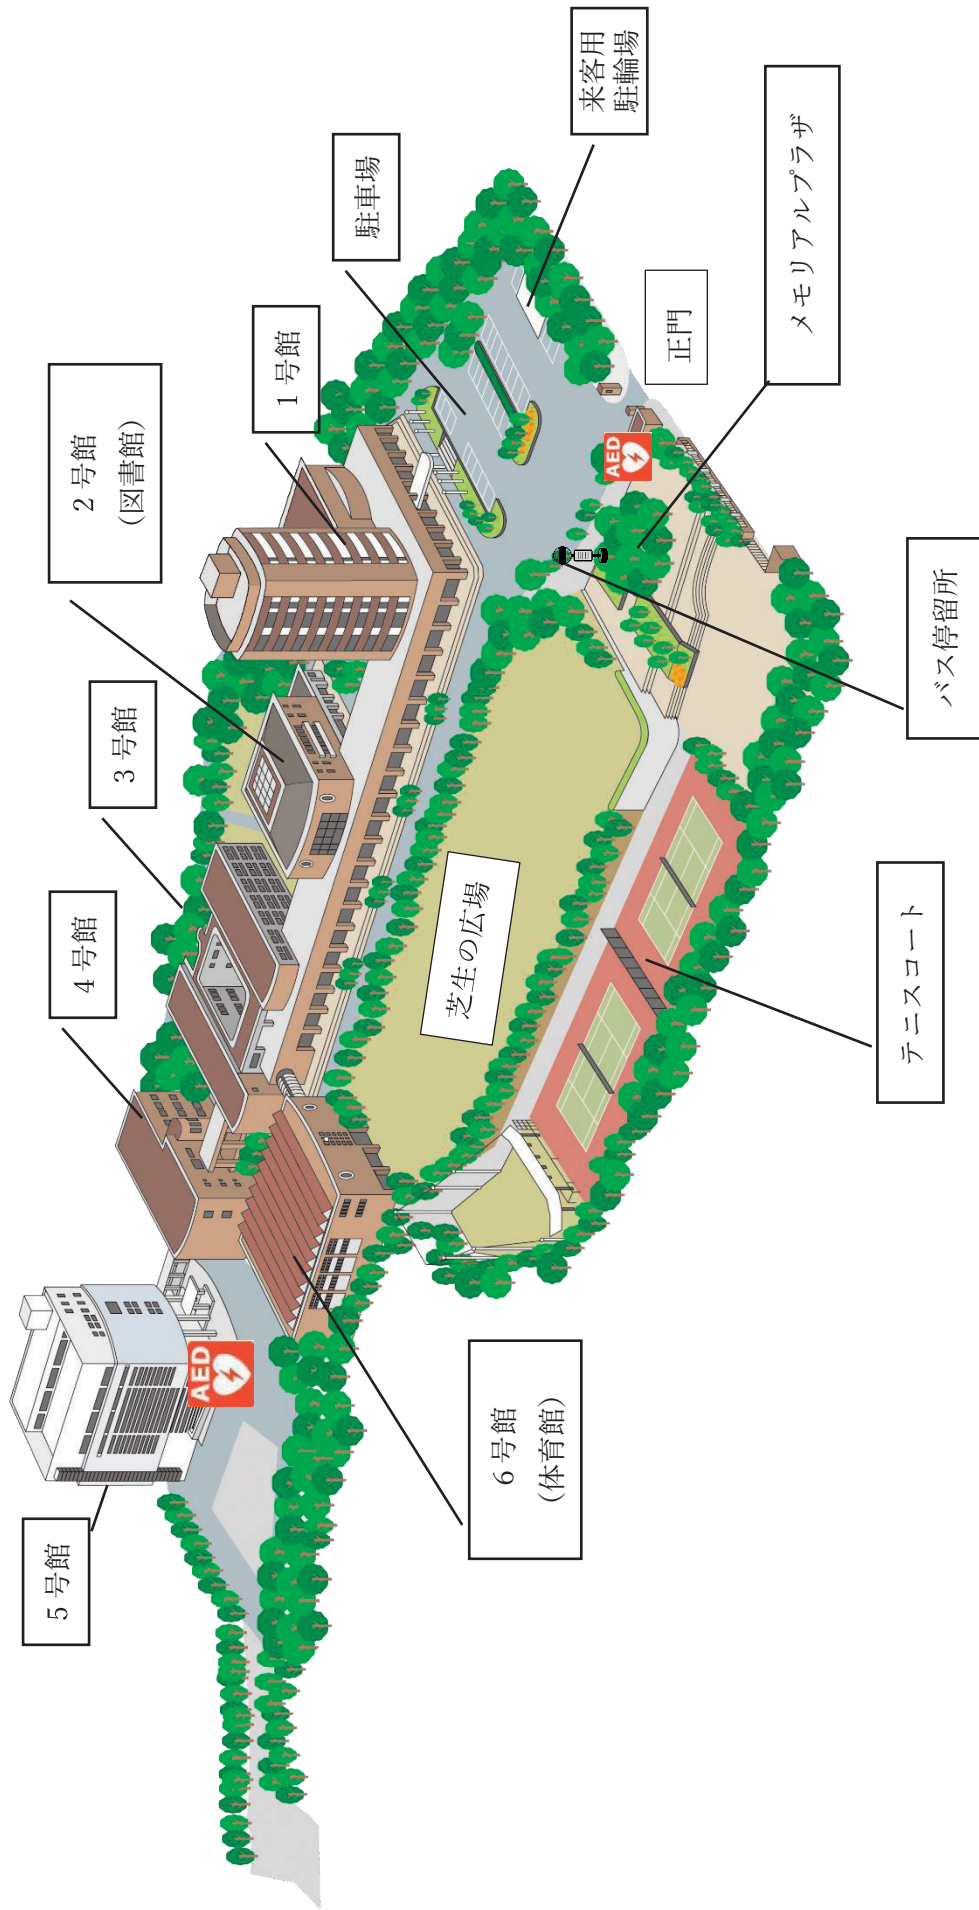 5号館
4号館
3号館
2号館
(図書館)
1号館
駐車場
来客用
駐輪場
AED
芝生の広場
AED
正門
6号館
(体育館)
テニスコート
バス停留所
メモリアルプラザ